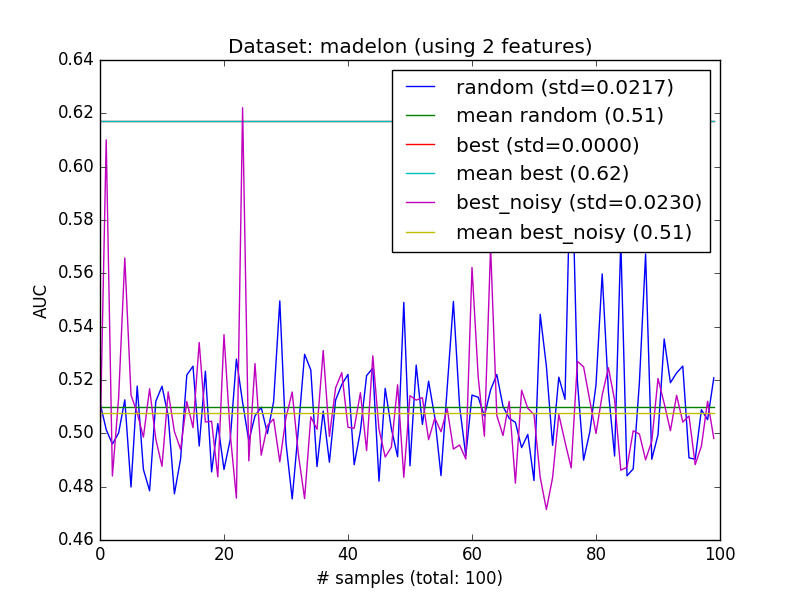 Dataset: madelon (using 2 features)
0.64
0.62
0.60
0.58
0.56
0.54
0.52
0.50
0.48
0.46
AUC
random (std=0.0217)
mean random (0.51)
best (std=0.0000)
mean best (0.62)
best_noisy (std=0.0230)
mean best_noisy (0.51)
0 20 40 60 80 100
# samples (total: 100)